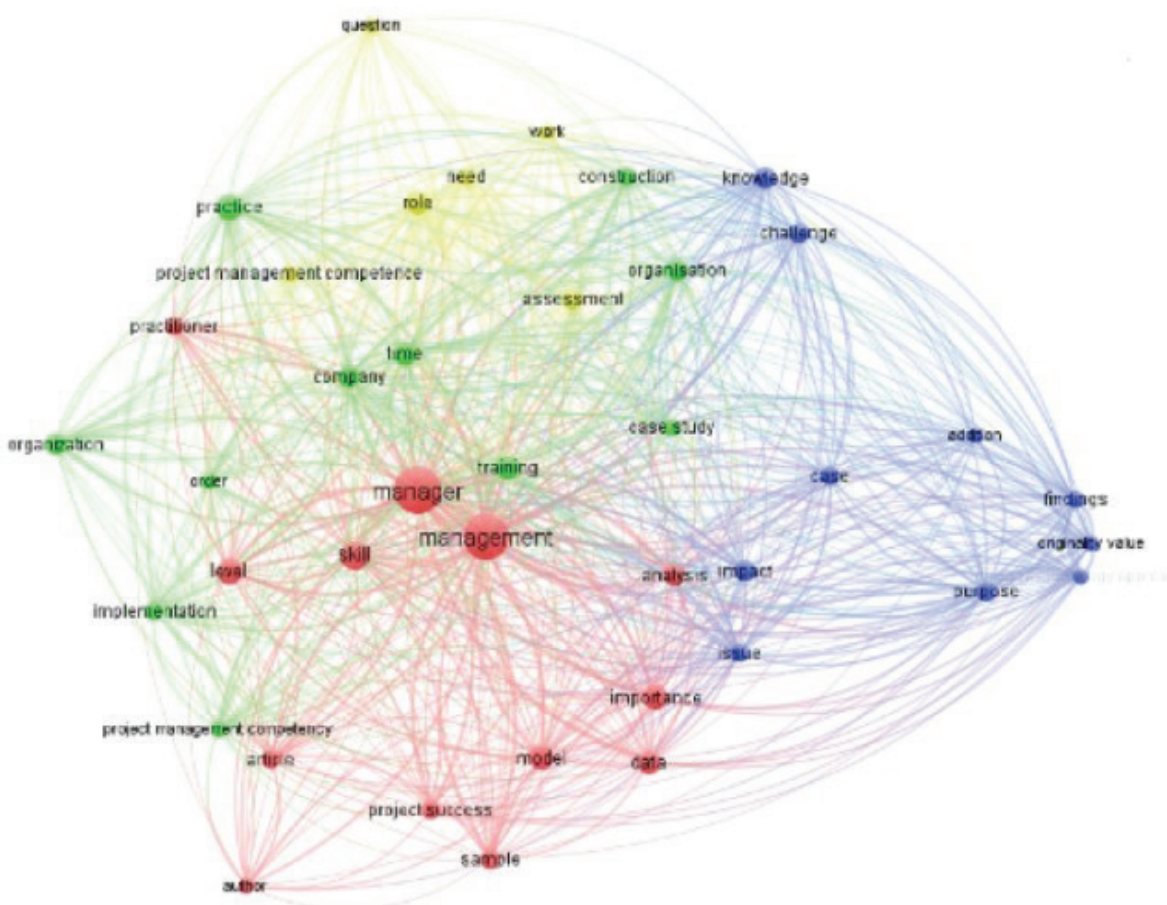 question
work
need
construction
knowledge
role
practice
challenge
project management competence
organisation
assessment
practitioner
time
company
organization
case study
addition
order
training
case
manager
findings
management
originality value
skill
level
analysis
impact
purpose
implementation
issue
importance
project management competency
article
model
data
project success
sample
author